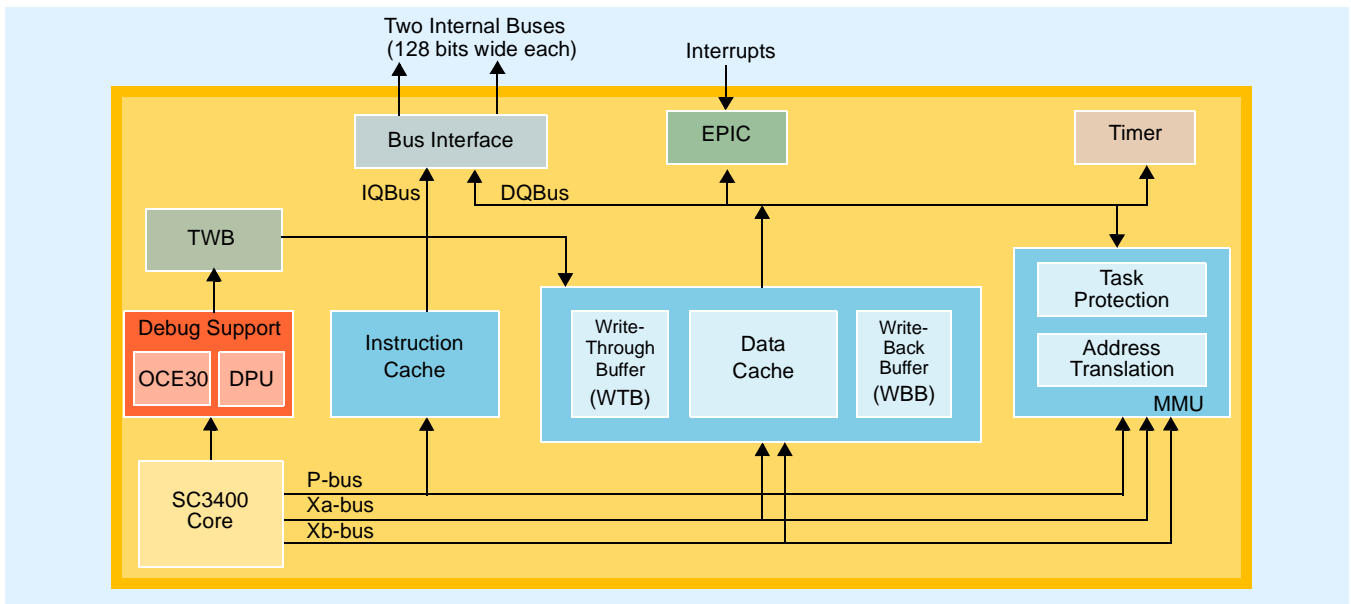 Two Internal Buses
(128 bits wide each)
Interrupts
Bus Interface
EPIC
Timer
IQBus
DQBus
TWB
Task
Protection
Debug Support
OCE30
DPU
Instruction
Cache
Write-
Through
Buffer
(WTB)
Data
Cache
Write-
Back
Buffer
(WBB)
Address
Translation
MMU
SC3400
Core
P-bus
Xa-bus
Xb-bus